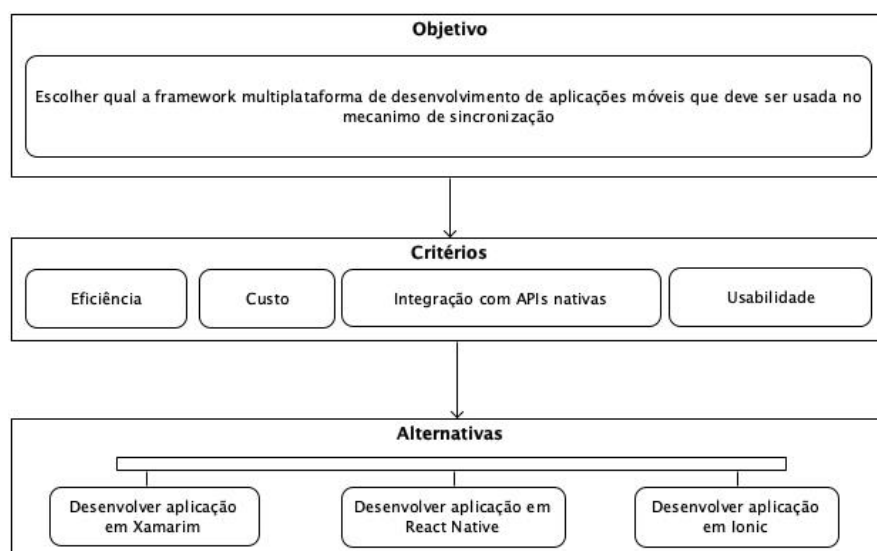 Objetivo
Escolher qual a framework multiplataforma de desenvolvimento de aplicações móveis que deve ser usada no
mecanimo de sincronização
Critérios
Eficiência
Custo
Integração com APIs nativas
Usabilidade
Alternativas
Desenvolver aplicação
em Xamarim
Desenvolver aplicação em
React Native
Desenvolver aplicação
em Ionic